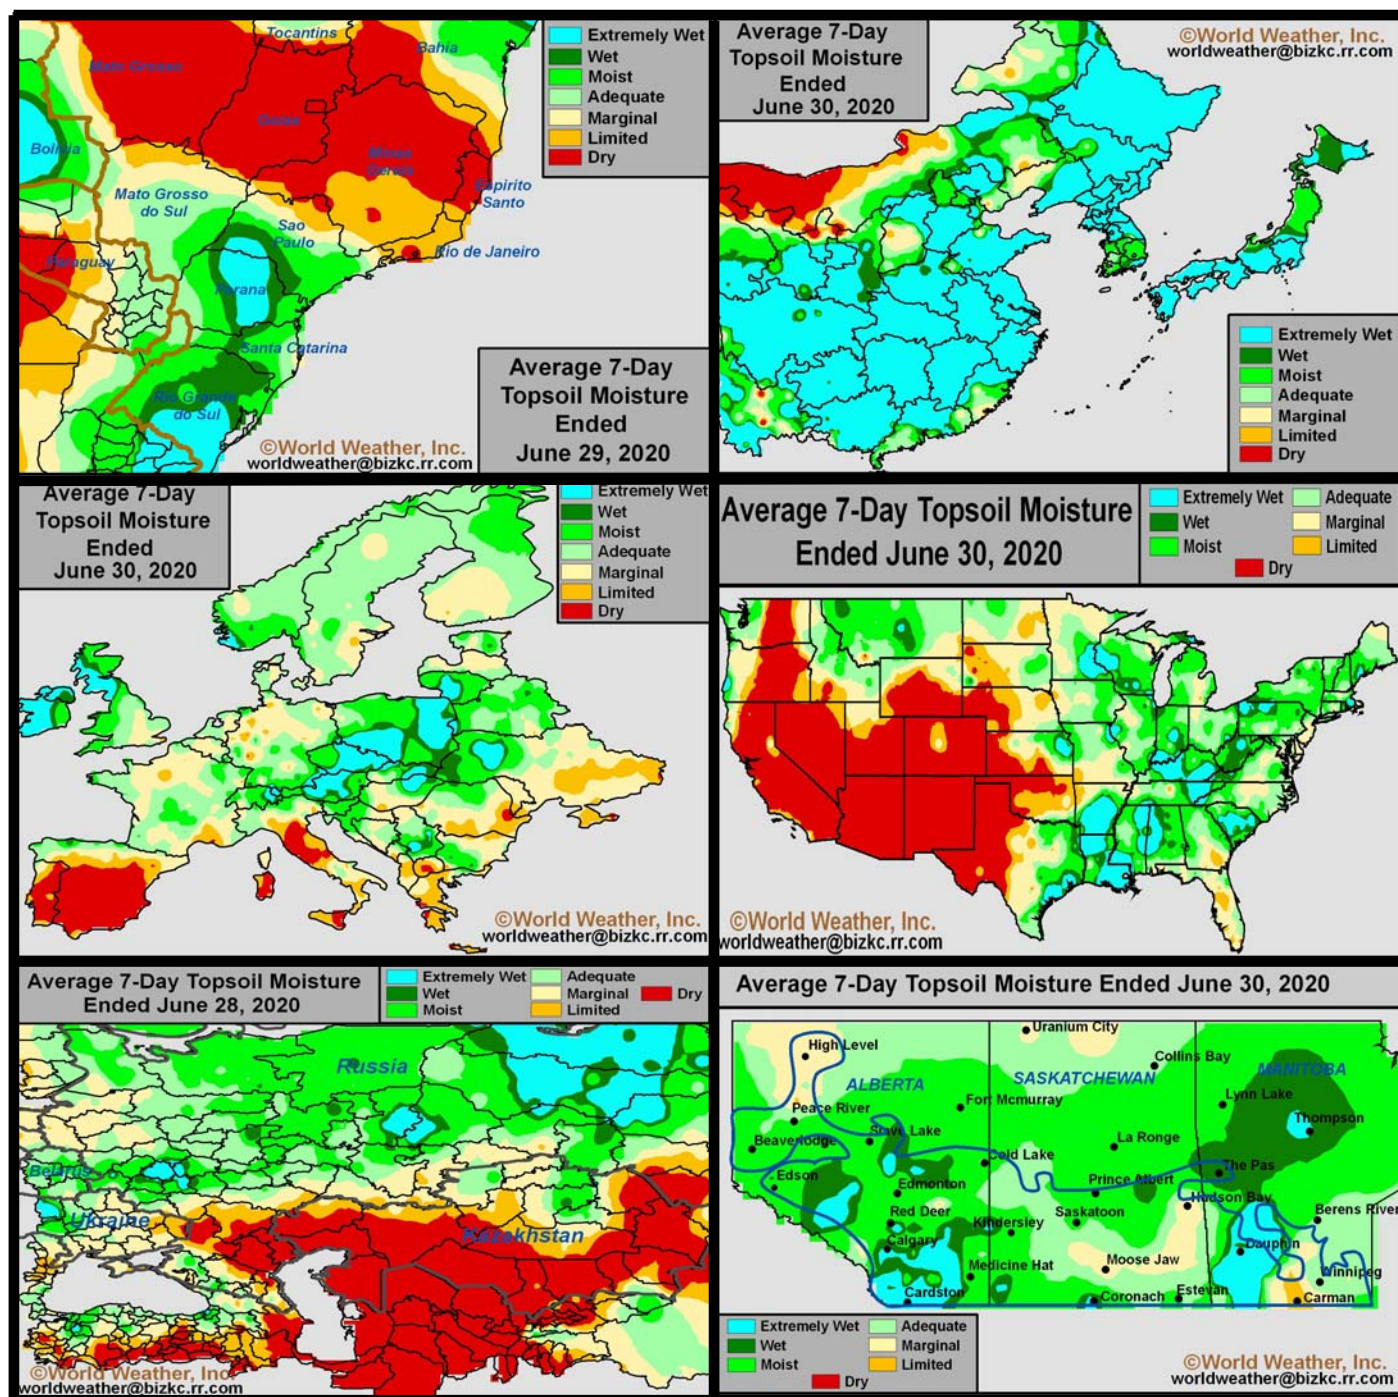 Tocantins
Bahia
Mato Grosso
Goias
Minas
Gerais
Bolivia
Mato Grosso
do Sul
Espirito
Santo
Sao
Paulo
Rio de Janeiro
Paraguay
Parana
Santa Catarina
Rio Grande
do Sul
Extremely Wet
Wet
Moist
Adequate
Marginal
Limited
Dry
Average 7-Day
Topsoil Moisture
Ended
June 29, 2020
©World Weather, Inc.
worldweather@bizkc.rr.com
Average 7-Day
Topsoil Moisture
Ended
June 30, 2020
©World Weather, Inc.
worldweather@bizkc.rr.com
Extremely Wet
Wet
Moist
Adequate
Marginal
Limited
Dry
Average 7-Day
Topsoil Moisture
Ended
June 30, 2020
Extremely Wet
Wet
Moist
Adequate
Marginal
Limited
Dry
©World Weather, Inc.
worldweather@bizkc.rr.com
Average 7-Day Topsoil Moisture
Ended June 30, 2020
Extremely Wet
Adequate
Wet
Marginal
Moist
Limited
Dry
©World Weather, Inc.
worldweather@bizkc.rr.com
Average 7-Day Topsoil Moisture
Ended June 28, 2020
Extremely Wet
Adequate
Wet
Marginal
Dry
Moist
Limited
Russia
Belarus
Ukraine
Kazakhstan
©World Weather, Inc.
worldweather@bizkc.rr.com
Average 7-Day Topsoil Moisture Ended June 30, 2020
Uranium City
High Level
Collins Bay
ALBERTA
SASKATCHEWAN
MANITOBA
Fort Mcmurray
Lynn Lake
Peace River
Thompson
Slave Lake
Beaverlodge
La Ronge
Cold Lake
The Pas
Edson
Edmonton
Prince Albert
Hudson Bay
Red Deer
Kindersley
Saskatoon
Berens River
Calgary
Dauphin
Medicine Hat
Moose Jaw
Winnipeg
Cardston
Coronach
Estevan
Carman
Extremely Wet
Adequate
Wet
Marginal
Moist
Limited
Dry
©World Weather, Inc.
worldweather@bizkc.rr.com